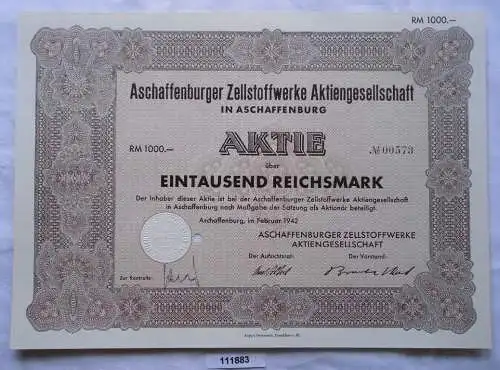 RM 1000.—
Aschaffenburger Zellstoffwerke Aktiengesellschaft
IN ASCHAFFENBURG
AKTIE
RM 1000.—
№ 00573
über
EINTAUSEND REICHSMARK
Der Inhaber dieser Aktie ist bei der Aschaffenburger Zellstoffwerke Aktiengesellschaft
in Aschaffenburg nach Maßgabe der Satzung als Aktionär beteiligt.
Aschaffenburg, im Februar 1942
ASCHAFFENBURGER ZELLSTOFFWERKE
AKTIENGESELLSCHAFT
Der Aufsichtsrat:
Der Vorstand:
Zur Kontrolle:
111883